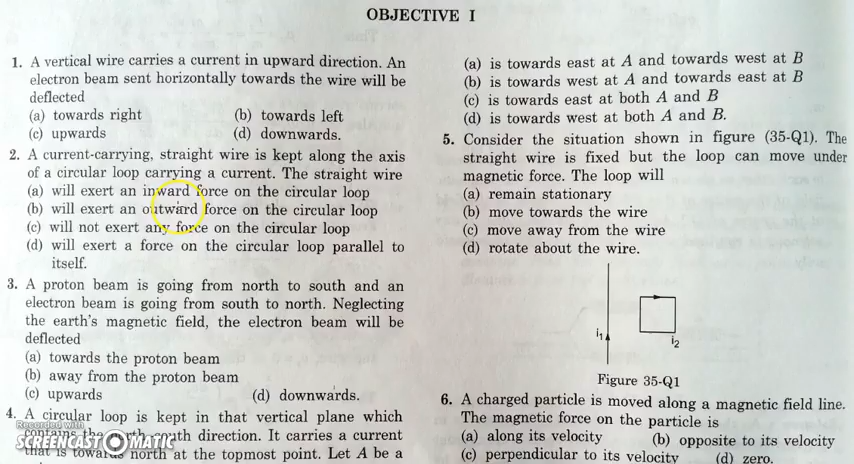 OBJECTIVE I
1. A vertical wire carries a current in upward direction. An
electron beam sent horizontally towards the wire will be
deflected
(a) towards right (b) towards left
(c) upwards (d) downwards.
2. A current-carrying, straight wire is kept along the axis
of a circular loop carrying a current. The straight wire
(a) will exert an inward force on the circular loop
(b) will exert an outward force on the circular loop
(c) will not exert any force on the circular loop
(d) will exert a force on the circular loop parallel to
itself.
3. A proton beam is going from north to south and an
electron beam is going from south to north. Neglecting
the earth's magnetic field, the electron beam will be
deflected
(a) towards the proton beam
(b) away from the proton beam
(c) upwards (d) downwards.
4. A circular loop is kept in that vertical plane which
contains the north-south direction. It carries a current
that is towards north at the topmost point. Let A be a
Recorded with
SCREENCAST-O-MATIC
(a) is towards east at A and towards west at B
(b) is towards west at A and towards east at B
(c) is towards east at both A and B
(d) is towards west at both A and B.
5. Consider the situation shown in figure (35-Q1). The
straight wire is fixed but the loop can move under
magnetic force. The loop will
(a) remain stationary
(b) move towards the wire
(c) move away from the wire
(d) rotate about the wire.
i1
i2
Figure 35-Q1
6. A charged particle is moved along a magnetic field line.
The magnetic force on the particle is
(a) along its velocity (b) opposite to its velocity
(c) perpendicular to its velocity (d) zero.